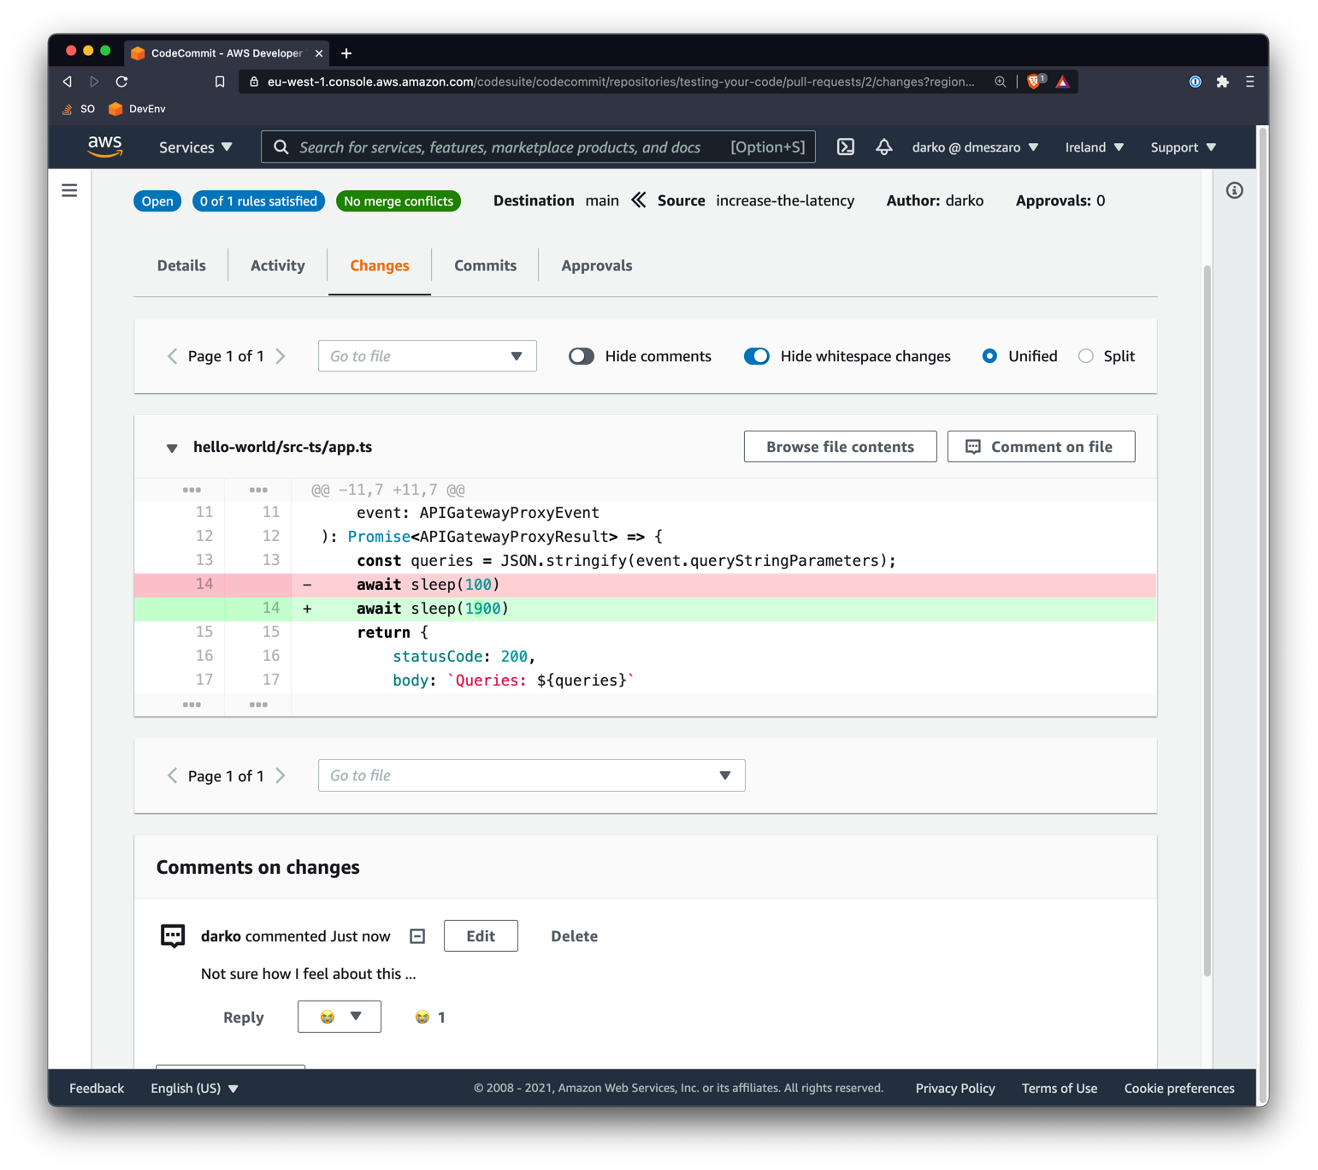 CodeCommit - AWS Developer
eu-west-1.console.aws.amazon.com/codesuite/codecommit/repositories/testing-your-code/pull-requests/2/changes?region...
1
SO DevEnv
aws Services Search for services, features, marketplace products, and docs [Option+S] darko @ dmeszaro Ireland Support
Open 0 of 1 rules satisfied No merge conflicts Destination main Source increase-the-latency Author: darko Approvals: 0
Details Activity Changes Commits Approvals
Page 1 of 1 Go to file Hide comments Hide whitespace changes Unified Split
hello-world/src-ts/app.ts Browse file contents Comment on file
@@ -11,7 +11,7 @@
11 11 event: APIGatewayProxyEvent
12 12 ): Promise<APIGatewayProxyResult> => {
13 13 const queries = JSON.stringify(event.queryStringParameters);
14 - await sleep(100)
14 + await sleep(1900)
15 15 return {
16 16 statusCode: 200,
17 17 body: `Queries: ${queries}`
Page 1 of 1 Go to file
Comments on changes
darko commented Just now Edit Delete
Not sure how I feel about this ...
Reply 😭 😭 1
Feedback English (US) © 2008 - 2021, Amazon Web Services, Inc. or its affiliates. All rights reserved. Privacy Policy Terms of Use Cookie preferences